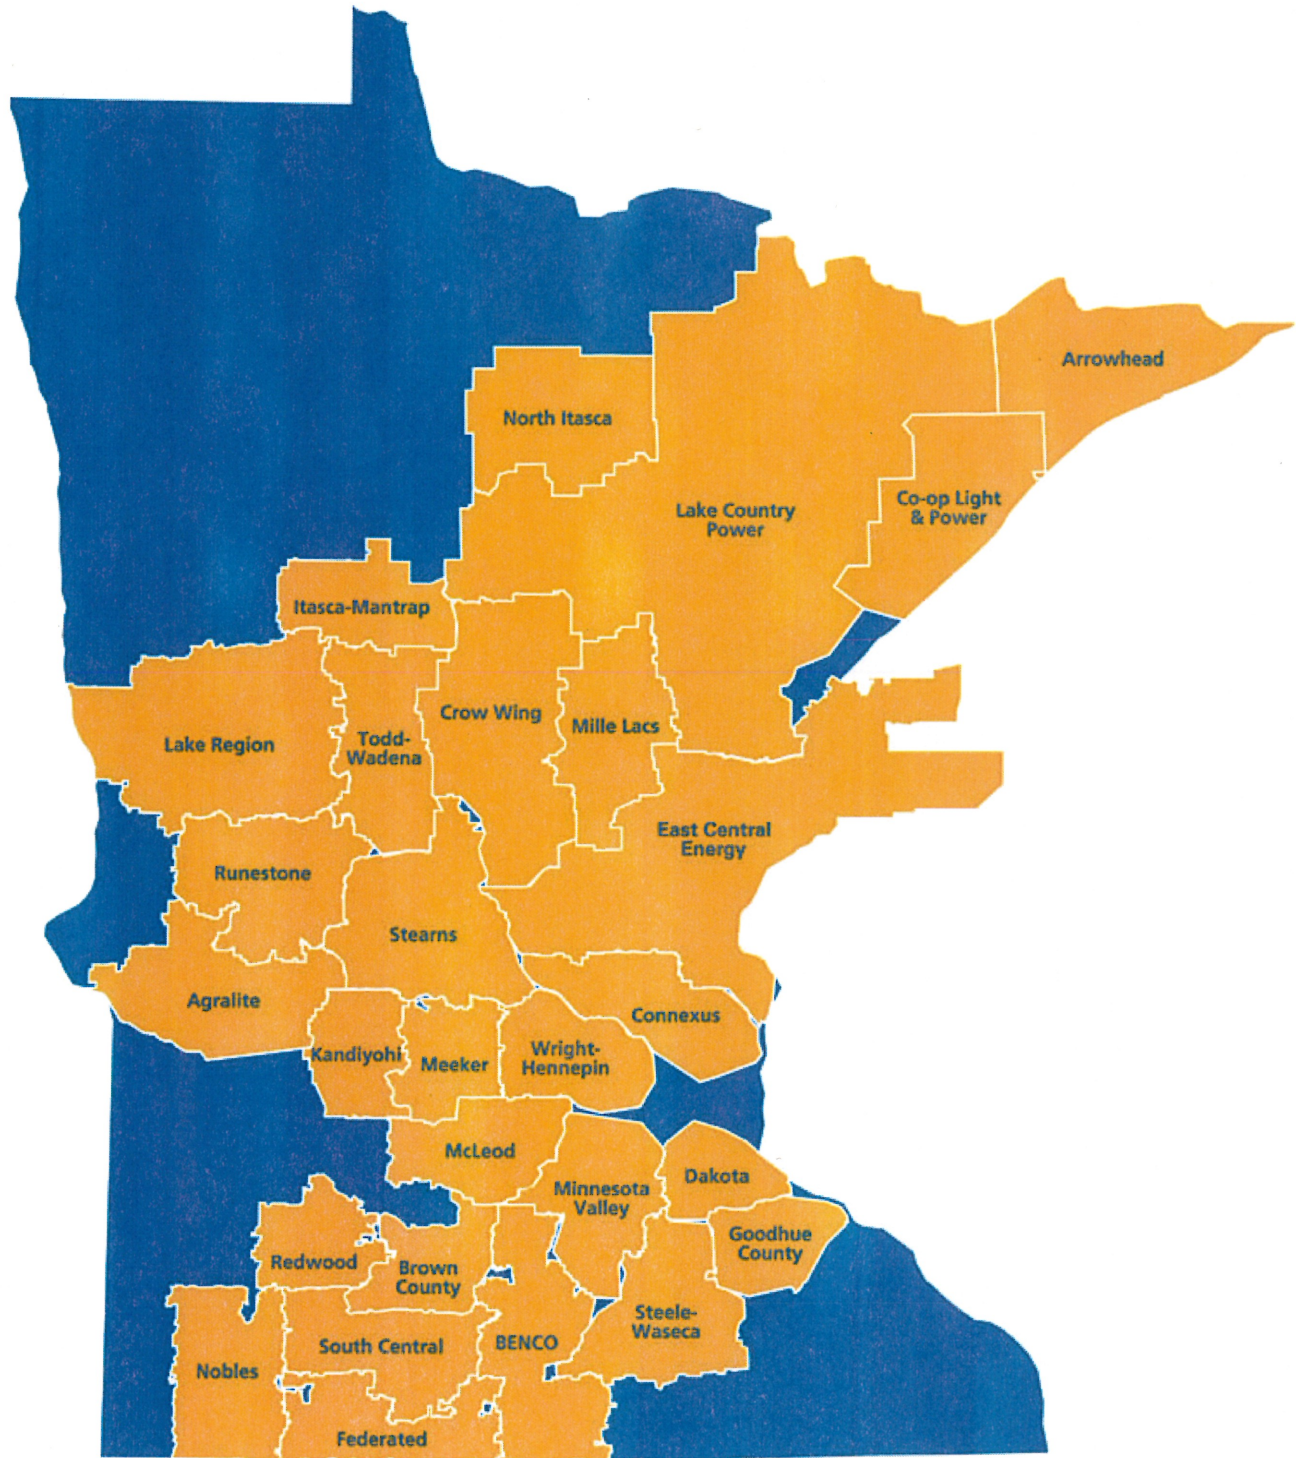 Arrowhead
North Itasca
Co-op Light
& Power
Lake Country
Power
Itasca-Mantrap
Crow Wing
Mille Lacs
Lake Region
Todd-
Wadena
East Central
Energy
Runestone
Stearns
Agralite
Connexus
Kandiyohi
Meeker
Wright-
Hennepin
McLeod
Dakota
Minnesota
Valley
Goodhue
County
Redwood
Brown
County
Steele-
Waseca
South Central
BENCO
Nobles
Federated